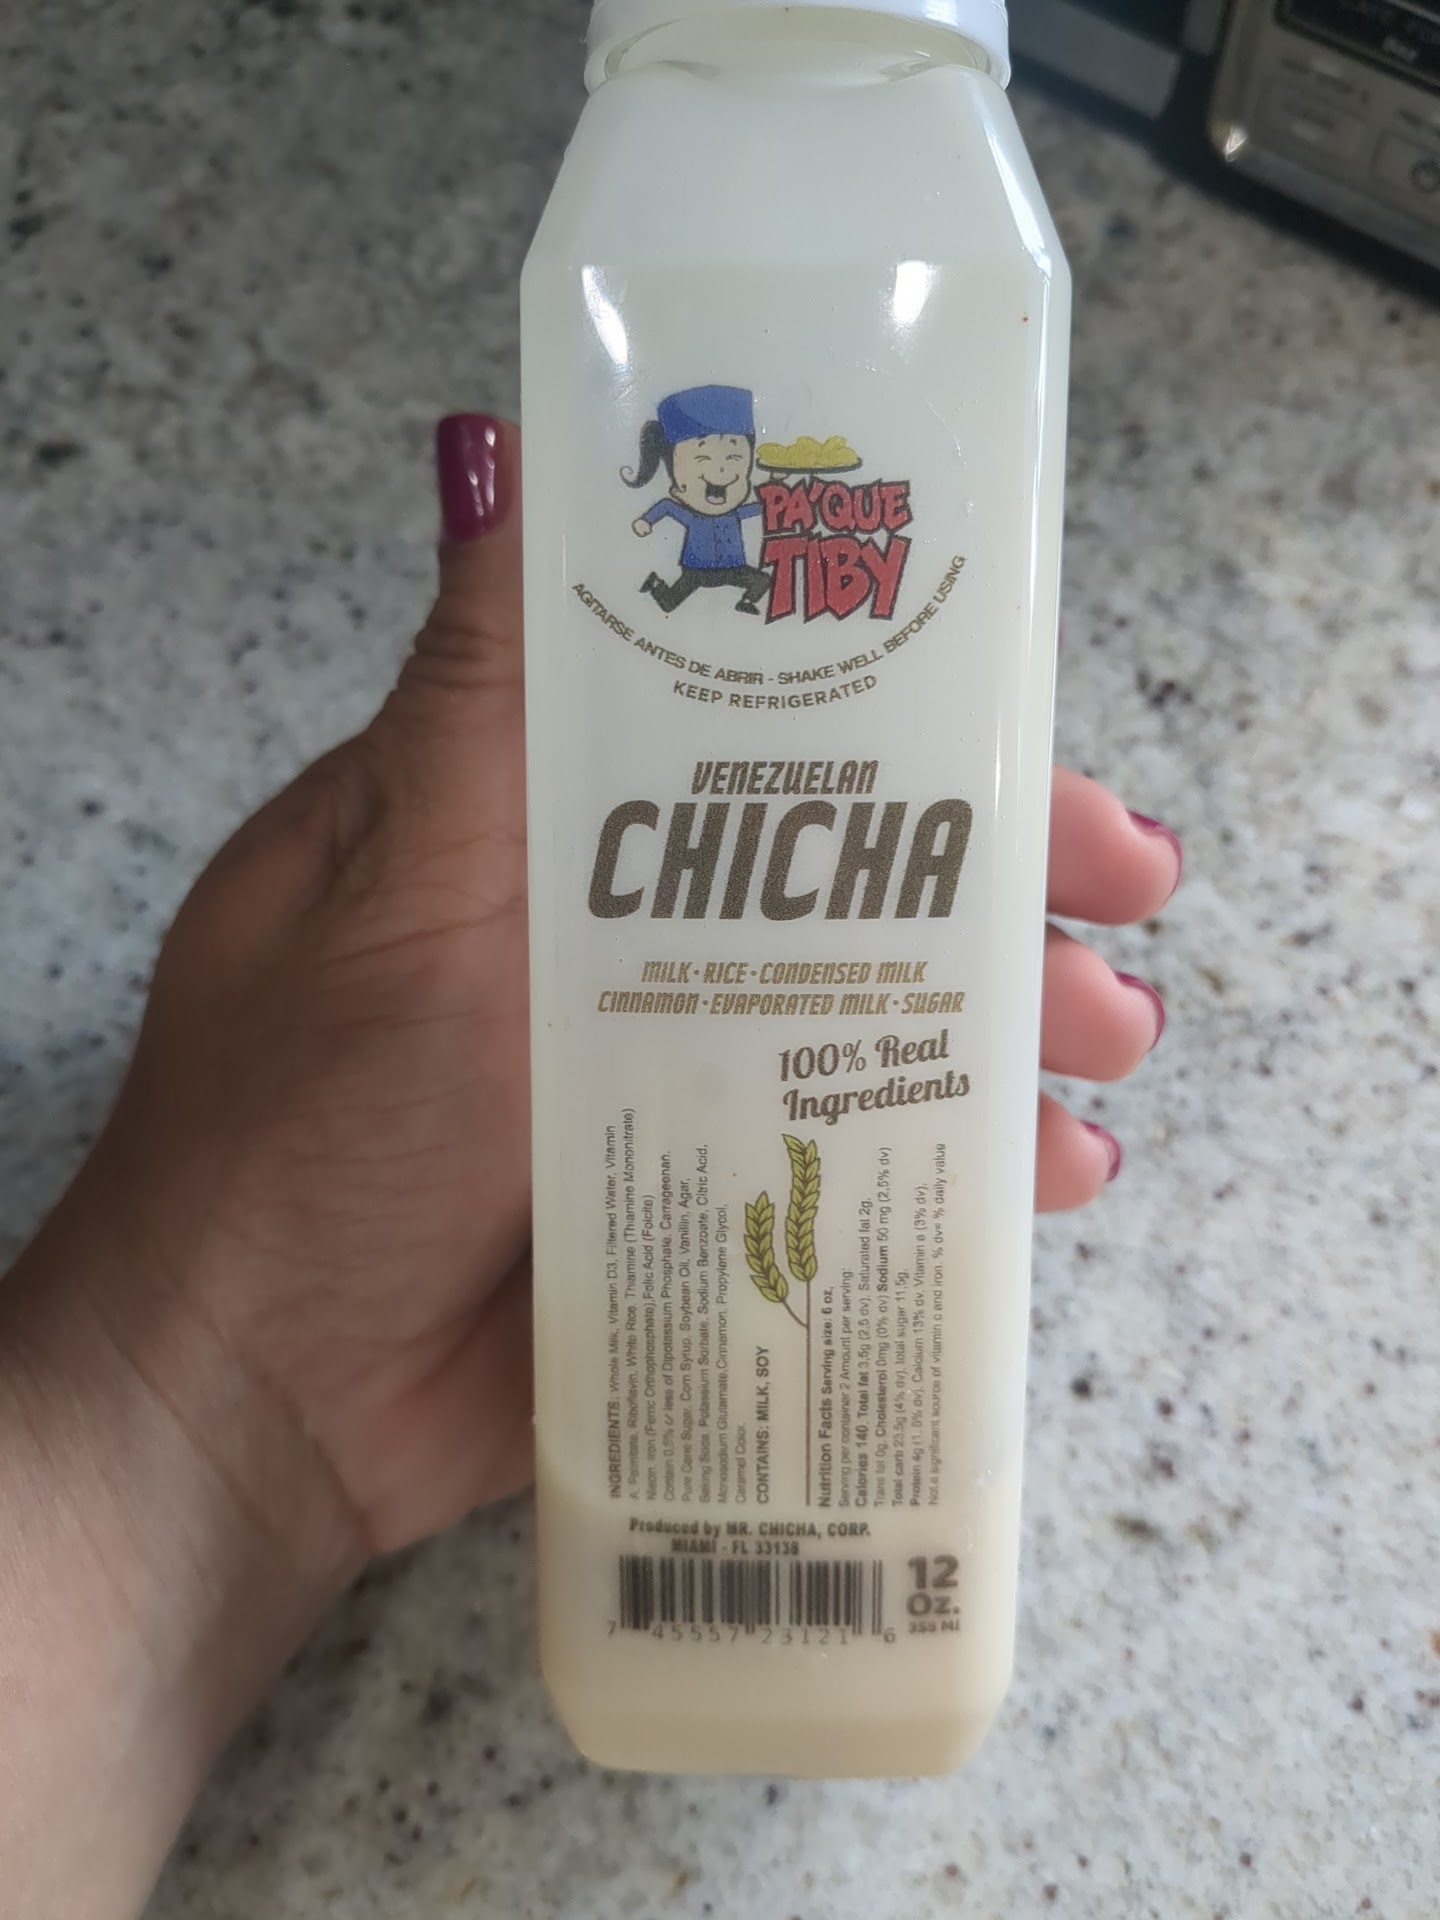 PA'QUE
TIBY
AGITARSE ANTES DE ABRIR - SHAKE WELL BEFORE USING
KEEP REFRIGERATED
VENEZUELAN
CHICHA
MILK · RICE · CONDENSED MILK
CINNAMON · EVAPORATED MILK · SUGAR
100% Real
Ingredients
INGREDIENTS: Whole Milk, Vitamin D3, Filtered Water, Vitamin
A, Palmitate, Riboflavin, White Rice, Thiamine (Thiamine Mononitrate)
Niacin, iron (Ferric Orthophosphate), Folic Acid (Folcite)
Contain 0,5% or less of Dipotassium Phosphate, Carrageenan,
Pure Cane Sugar, Corn Syrup, Soybean Oil, Vanillin, Agar,
Baking Soda, Potassium Sorbate, Sodium Benzoate, Citric Acid,
Monosodium Glutamate, Cinnamon, Propylene Glycol,
Caramel Color.
CONTAINS: MILK, SOY
Nutrition Facts Serving size: 6 oz,
Serving per container 2 Amount per serving:
Calories 140, Total fat 3,5g (2,5 dv), Saturated fat 2g,
Trans fat 0g, Cholesterol 0mg (0% dv) Sodium 50 mg (2,5% dv)
Total carb 23,5g (4% dv), total sugar 11,5g,
Protein 4g (1, 5% dv), Calcium 13% dv, Vitamin a (3% dv),
Not a significant source of vitamin c and iron. % dv= % daily value
Produced by MR. CHICHA, CORP.
MIAMI - FL 33138
12
Oz.
355 Ml
7 45557 23121 6